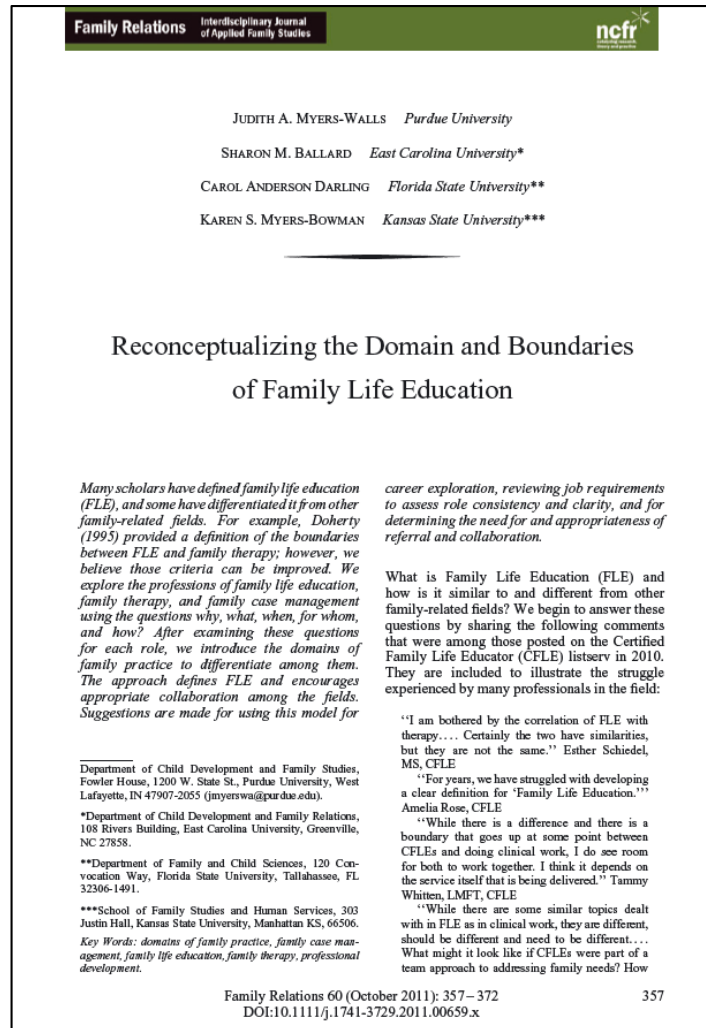 Family Relations
Interdisciplinary Journal
of Applied Family Studies
ncfr
JUDITH A. MYERS-WALLS Purdue University
SHARON M. BALLARD East Carolina University*
CAROL ANDERSON DARLING Florida State University**
KAREN S. MYERS-BOWMAN Kansas State University***
Reconceptualizing the Domain and Boundaries
of Family Life Education
Many scholars have defined family life education
(FLE), and some have differentiated it from other
family-related fields. For example, Doherty
(1995) provided a definition of the boundaries
between FLE and family therapy; however, we
believe those criteria can be improved. We
explore the professions of family life education,
family therapy, and family case management
using the questions why, what, when, for whom,
and how? After examining these questions
for each role, we introduce the domains of
family practice to differentiate among them.
The approach defines FLE and encourages
appropriate collaboration among the fields.
Suggestions are made for using this model for
Department of Child Development and Family Studies,
Fowler House, 1200 W. State St., Purdue University, West
Lafayette, IN 47907-2055 (jmyerswa@purdue.edu).
*Department of Child Development and Family Relations,
108 Rivers Building, East Carolina University, Greenville,
NC 27858.
**Department of Family and Child Sciences, 120 Con-
vocation Way, Florida State University, Tallahassee, FL
32306-1491.
***School of Family Studies and Human Services, 303
Justin Hall, Kansas State University, Manhattan KS, 66506.
Key Words: domains of family practice, family case man-
agement, family life education, family therapy, professional
development.
career exploration, reviewing job requirements
to assess role consistency and clarity, and for
determining the need for and appropriateness of
referral and collaboration.
What is Family Life Education (FLE) and
how is it similar to and different from other
family-related fields? We begin to answer these
questions by sharing the following comments
that were among those posted on the Certified
Family Life Educator (CFLE) listserv in 2010.
They are included to illustrate the struggle
experienced by many professionals in the field:
‘‘I am bothered by the correlation of FLE with
therapy.... Certainly the two have similarities,
but they are not the same.’’ Esther Schiedel,
MS, CFLE
‘‘For years, we have struggled with developing
a clear definition for ‘Family Life Education.’’’
Amelia Rose, CFLE
‘‘While there is a difference and there is a
boundary that goes up at some point between
CFLEs and doing clinical work, I do see room
for both to work together. I think it depends on
the service itself that is being delivered.’’ Tammy
Whitten, LMFT, CFLE
‘‘While there are some similar topics dealt
with in FLE as in clinical work, they are different,
should be different and need to be different....
What might it look like if CFLEs were part of a
team approach to addressing family needs? How
Family Relations 60 (October 2011): 357–372
357
DOI:10.1111/j.1741-3729.2011.00659.x